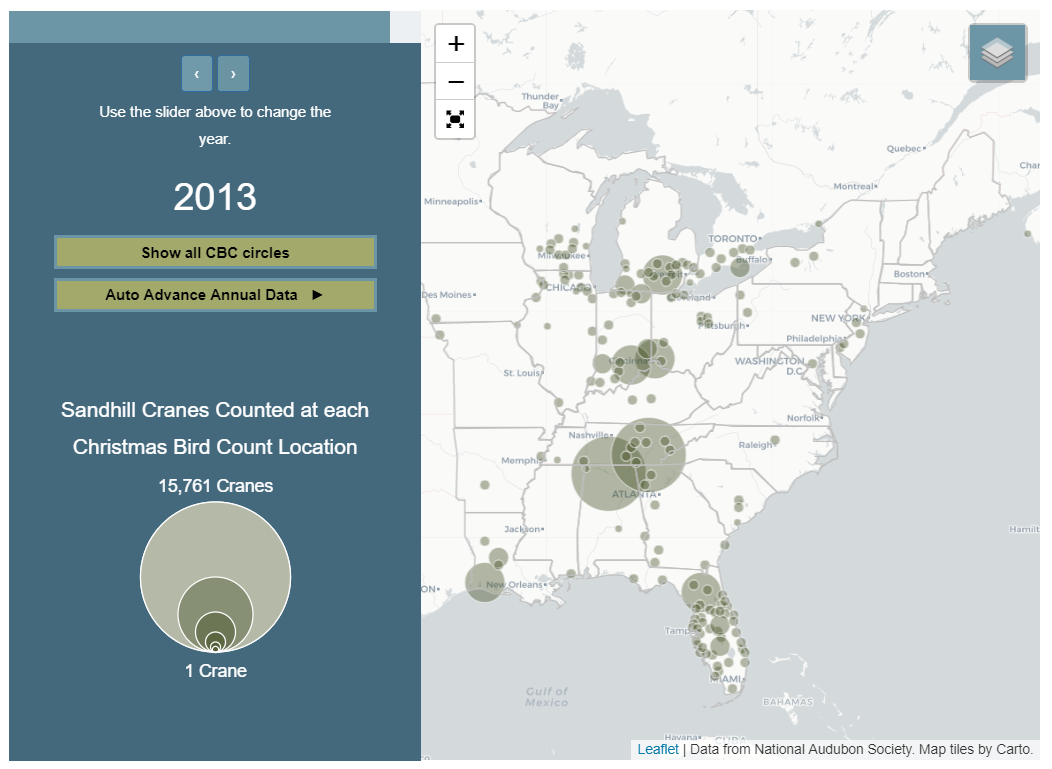 ‹ ›
Use the slider above to change the
year.
2013
Show all CBC circles
Auto Advance Annual Data ►
Sandhill Cranes Counted at each
Christmas Bird Count Location
15,761 Cranes
1 Crane
+
−
Thunder
Bay
Quebec
Char
Montreal
Minneapolis
TORONTO
Milwaukee
Buffalo
Boston
CHICAGO
Des Moines
NEW YORK
Pittsburgh
Philadelphia
WASHINGTON
D.C.
St. Louis
Norfolk
Nashville
Raleigh
Memphis
ATLANTA
Jackson
Hamilt
ON
New Orleans
Tamp
MIAMI
Gulf of
Mexico
BAHAMAS
Havana
CUBA
Leaflet | Data from National Audubon Society. Map tiles by Carto.